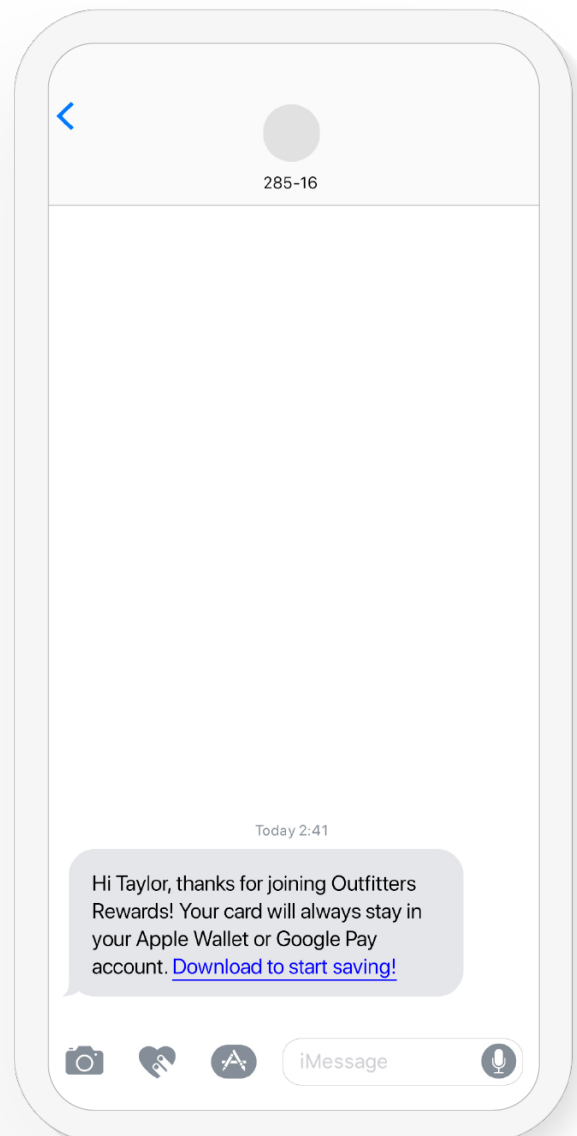 285-16
Today 2:41
Hi Taylor, thanks for joining Outfitters
Rewards! Your card will always stay in
your Apple Wallet or Google Pay
account. Download to start saving!
iMessage